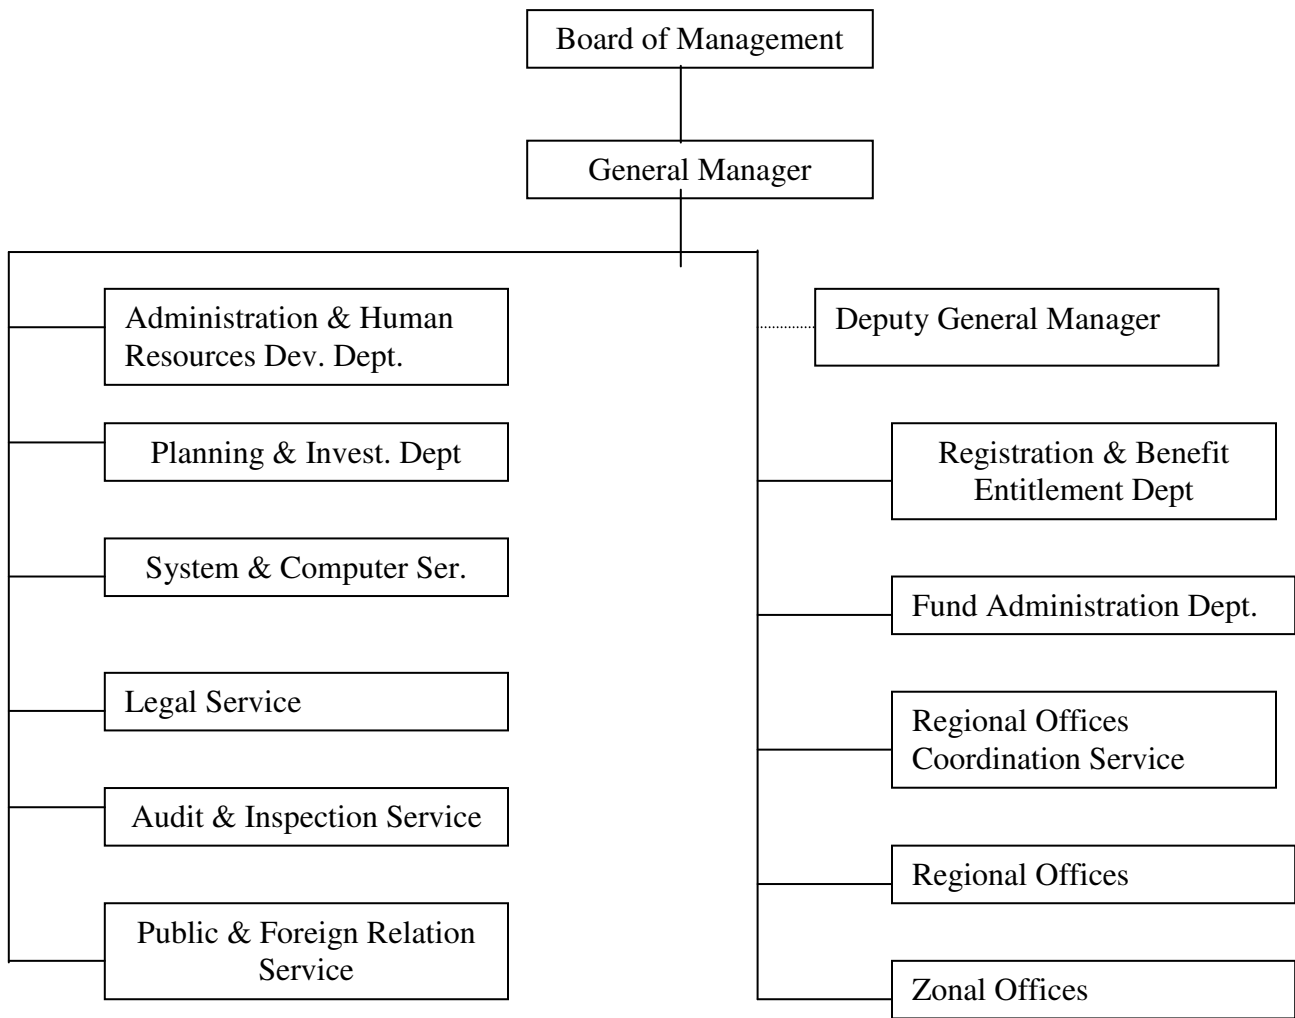 Board of Management
General Manager
Administration & Human
Resources Dev. Dept.
Planning & Invest. Dept
System & Computer Ser.
Legal Service
Audit & Inspection Service
Public & Foreign Relation
Service
Deputy General Manager
Registration & Benefit
Entitlement Dept
Fund Administration Dept.
Regional Offices
Coordination Service
Regional Offices
Zonal Offices